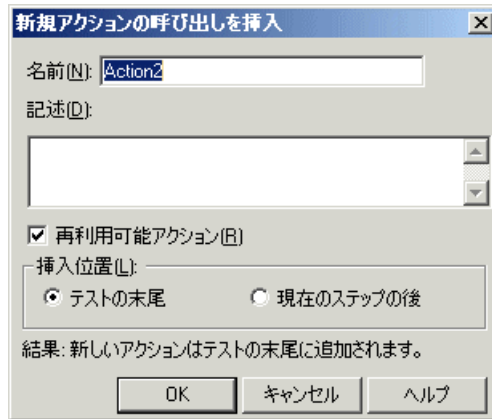 新規アクションの呼び出しを挿入
名前(N): Action2
記述(D):
再利用可能アクション(R)
挿入位置(L):
テストの末尾 現在のステップの後
結果: 新しいアクションはテストの末尾に追加されます。
OK キャンセル ヘルプ